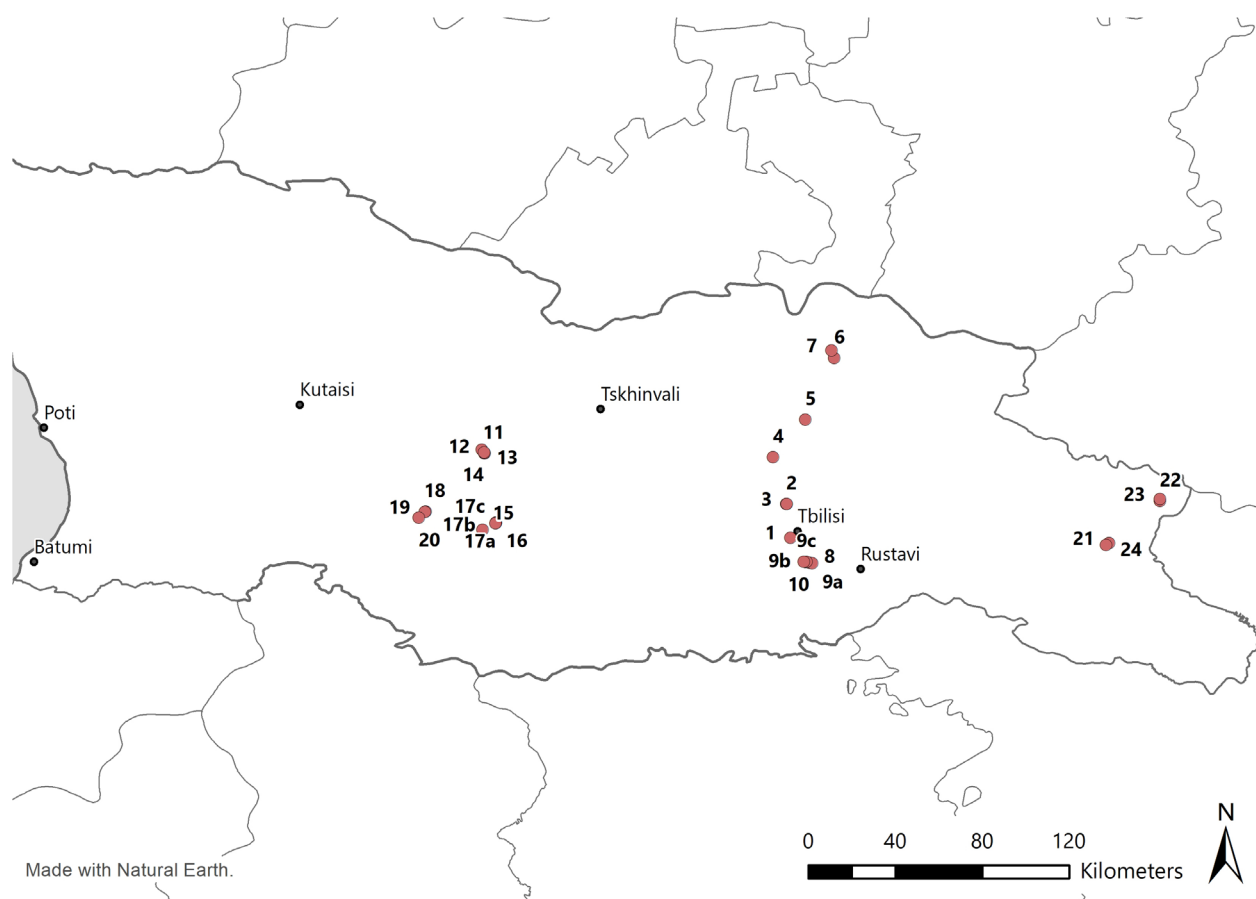 6
7
Kutaisi
Tskhinvali
Poti
5
11
12
13
4
14
2
22
18
17c
3
23
19
15
Tbilisi
17b
1
20
17a
16
9c
21
24
Batumi
9b
8
Rustavi
10
9a
N
0 40 80 120
Kilometers
Made with Natural Earth.